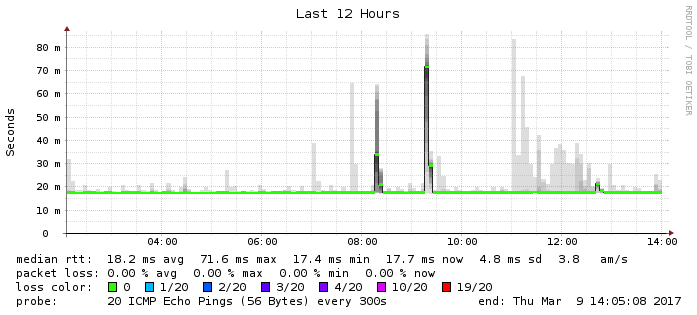 Last 12 Hours
RRDTOOL / TOBI OETIKER
Seconds
80 m
70 m
60 m
50 m
40 m
30 m
20 m
10 m
0
04:00 06:00 08:00 10:00 12:00 14:00
median rtt: 18.2 ms avg 71.6 ms max 17.4 ms min 17.7 ms now 4.8 ms sd 3.8 am/s
packet loss: 0.00 % avg 0.00 % max 0.00 % min 0.00 % now
loss color: 0 1/20 2/20 3/20 4/20 10/20 19/20
probe: 20 ICMP Echo Pings (56 Bytes) every 300s end: Thu Mar 9 14:05:08 2017